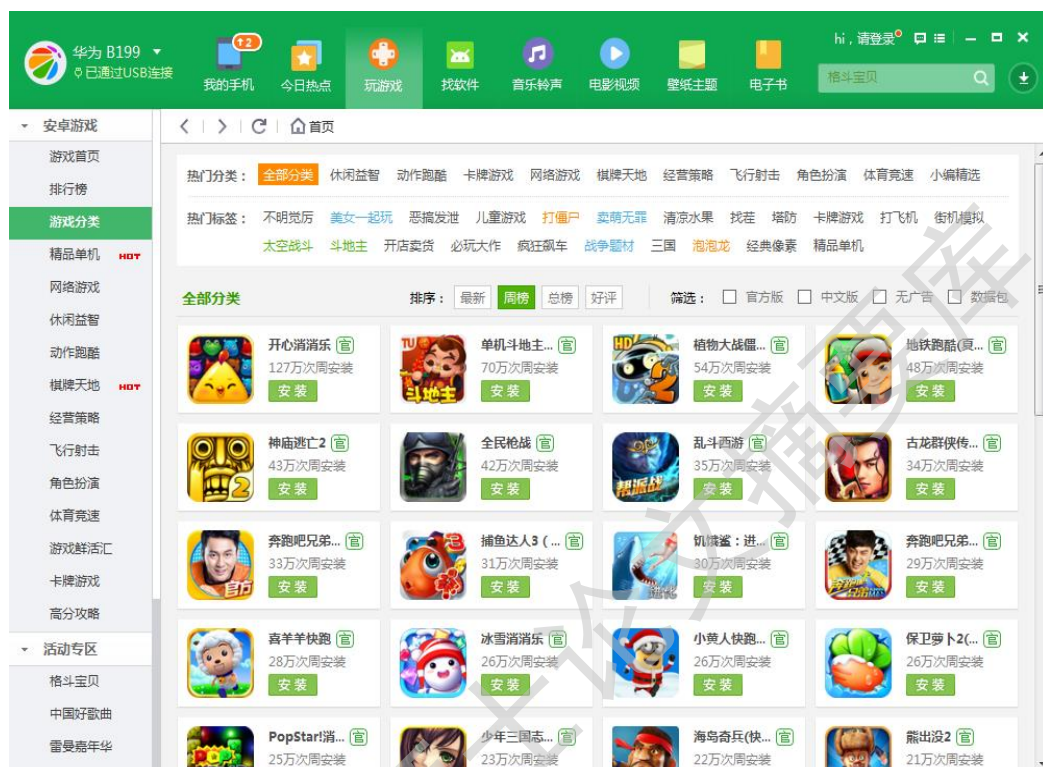 华为 B199
已通过USB连接
2
我的手机 今日热点 玩游戏 找软件 音乐铃声 电影视频 壁纸主题 电子书
hi，请登录
格斗宝贝
安卓游戏
游戏首页
排行榜
游戏分类
精品单机 HOT
网络游戏
休闲益智
动作跑酷
棋牌天地 HOT
经营策略
飞行射击
角色扮演
体育竞速
游戏鲜活汇
卡牌游戏
高分攻略
活动专区
格斗宝贝
中国好歌曲
雷曼嘉年华
首页
热门分类： 全部分类 休闲益智 动作跑酷 卡牌游戏 网络游戏 棋牌天地 经营策略 飞行射击 角色扮演 体育竞速 小编精选
热门标签： 不明觉厉 美女一起玩 恶搞发泄 儿童游戏 打僵尸 卖萌无罪 清凉水果 找茬 塔防 卡牌游戏 打飞机 街机模拟
太空战斗 斗地主 开店卖货 必玩大作 疯狂飙车 战争题材 三国 泡泡龙 经典像素 精品单机
全部分类 排序： 最新 周榜 总榜 好评 筛选： 官方版 中文版 无广告 数据包
开心消消乐 官 单机斗地主... 官 植物大战僵... 官 地铁跑酷(夏... 官
127万次周安装 70万次周安装 54万次周安装 48万次周安装
安装 安装 安装 安装
斗地主
HD
2
神庙逃亡2 官 全民枪战 官 乱斗西游 官 古龙群侠传... 官
43万次周安装 42万次周安装 35万次周安装 34万次周安装
安装 安装 安装 安装
2
帮派战
奔跑吧兄弟... 官 捕鱼达人3（... 官 饥饿鲨：进... 官 奔跑吧兄弟... 官
33万次周安装 31万次周安装 30万次周安装 29万次周安装
安装 安装 安装 安装
官方
喜羊羊快跑 官 冰雪消消乐 官 小黄人快跑... 官 保卫萝卜2(... 官
28万次周安装 26万次周安装 26万次周安装 26万次周安装
安装 安装 安装 安装
PopStar!消... 官 少年三国志... 官 海岛奇兵(快... 官 熊出没2 官
25万次周安装 23万次周安装 22万次周安装 21万次周安装